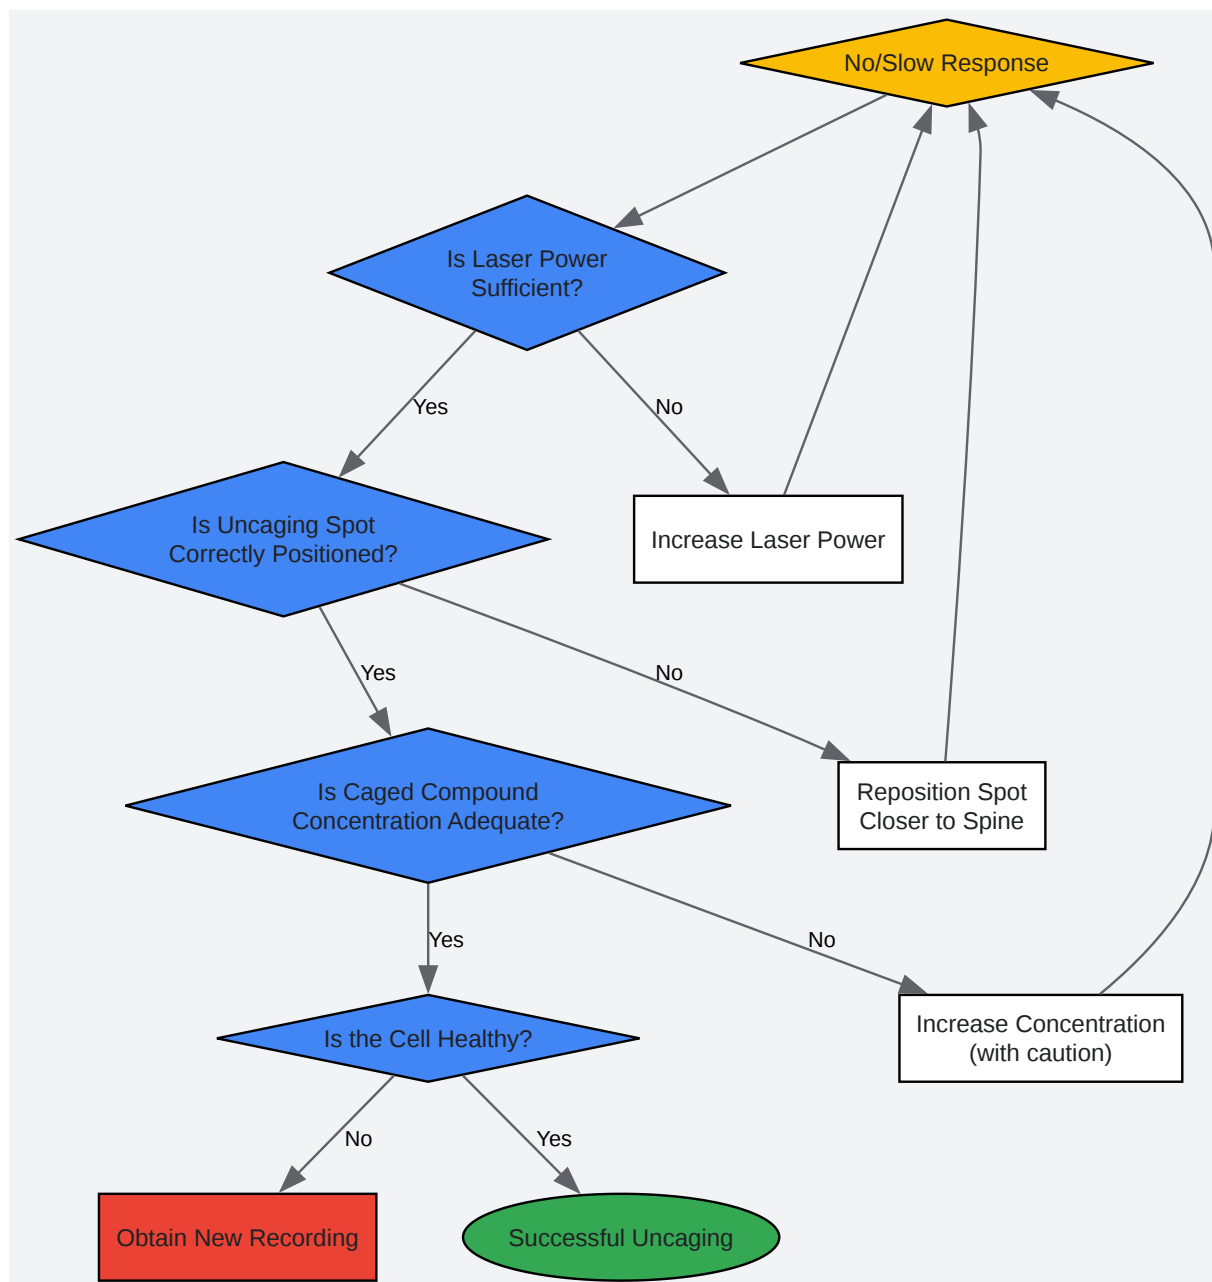 No/Slow Response
Is Laser Power
Sufficient?
Yes
No
Is Uncaging Spot
Correctly Positioned?
Increase Laser Power
Yes
No
Is Caged Compound
Concentration Adequate?
Reposition Spot
Closer to Spine
Yes
No
Is the Cell Healthy?
Increase Concentration
(with caution)
No
Yes
Obtain New Recording
Successful Uncaging